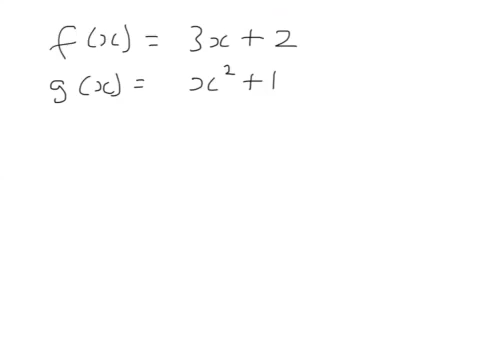 f(x) = 3x + 2
g(x) = x² + 1